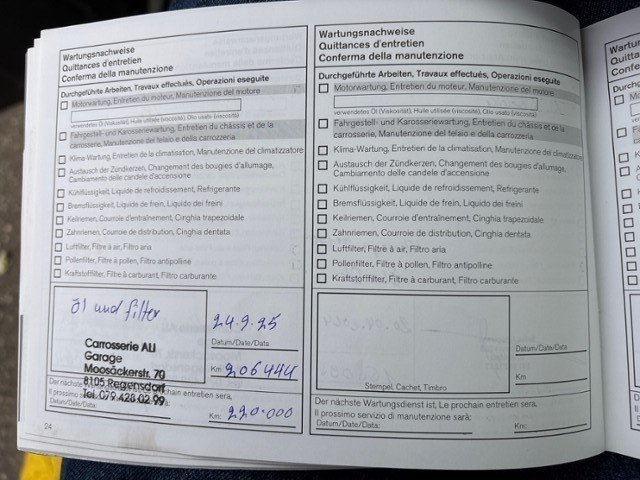 Wartungsnachweise
Quittances d'entretien
Conferma della manutenzione
Durchgeführte Arbeiten, Travaux effectués, Operazioni eseguite
Motorwartung, Entretien du moteur, Manutenzione del motore
verwendetes Öl (Viskosität), Huile utilisée (viscosité), Olio usato (viscosità)
Fahrgestell- und Karosseriewartung, Entretien du châssis et de la
carrosserie, Manutenzione del telaio e della carrozzeria
Klima-Wartung, Entretien de la climatisation, Manutenzione del climatizzatore
Austausch der Zündkerzen, Changement des bougies d'allumage,
Cambiamento delle candele d'accensione
Kühlflüssigkeit, Liquide de refroidissement, Refrigerante
Bremsflüssigkeit, Liquide de frein, Liquido dei freini
Keilriemen, Courroie d'entraînement, Cinghia trapezoidale
Zahnriemen, Courroie de distribution, Cinghia dentata
Luftfilter, Filtre à air, Filtro aria
Pollenfilter, Filtre à pollen, Filtro antipolline
Kraftstofffilter, Filtre à carburant, Filtro carburante
öl und filter
24.9.25
Datum/Date/Data
Carrosserie ALI
Garage
Moosäckerstr. 70
8105 Regensdorf
Tel. 079 428 02 99
Km 206444
Der nächste
Il prossimo
entretien sera,
Datum/Date/Data:
Km: 220.000
24
Wartungsnachweise
Quittances d'entretien
Conferma della manutenzione
Durchgeführte Arbeiten, Travaux effectués, Operazioni eseguite
Motorwartung, Entretien du moteur, Manutenzione del motore
verwendetes Öl (Viskosität), Huile utilisée (viscosité), Olio usato (viscosità)
Fahrgestell- und Karosseriewartung, Entretien du châssis et de la
carrosserie, Manutenzione del telaio e della carrozzeria
Klima-Wartung, Entretien de la climatisation, Manutenzione del climatizzatore
Austausch der Zündkerzen, Changement des bougies d'allumage,
Cambiamento delle candele d'accensione
Kühlflüssigkeit, Liquide de refroidissement, Refrigerante
Bremsflüssigkeit, Liquide de frein, Liquido dei freini
Keilriemen, Courroie d'entraînement, Cinghia trapezoidale
Zahnriemen, Courroie de distribution, Cinghia dentata
Luftfilter, Filtre à air, Filtro aria
Pollenfilter, Filtre à pollen, Filtro antipolline
Kraftstofffilter, Filtre à carburant, Filtro carburante
Datum/Date/Data
Km
Stempel, Cachet, Timbro
Der nächste Wartungsdienst ist, Le prochain entretien sera,
Il prossimo servizio di manutenzione sarà:
Datum/Date/Data:
Km: